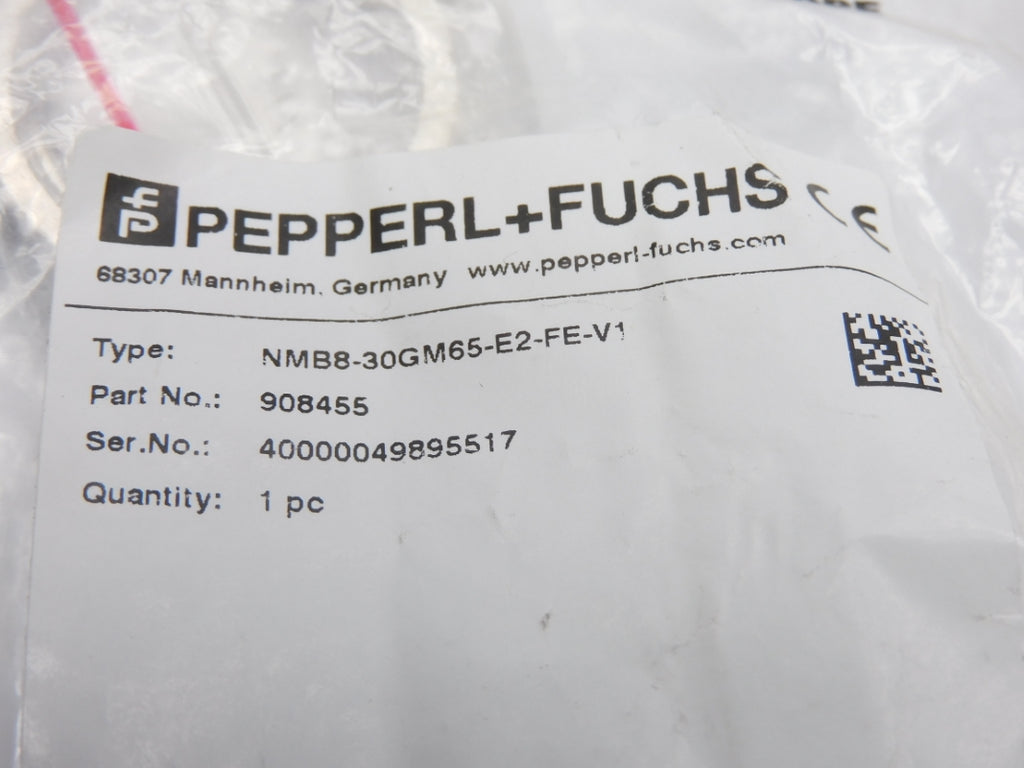 PEPPERL+FUCHS CE
68307 Mannheim. Germany www.pepperl-fuchs.com
Type: NMB8-30GM65-E2-FE-V1
Part No.: 908455
Ser.No.: 40000049895517
Quantity: 1 pc